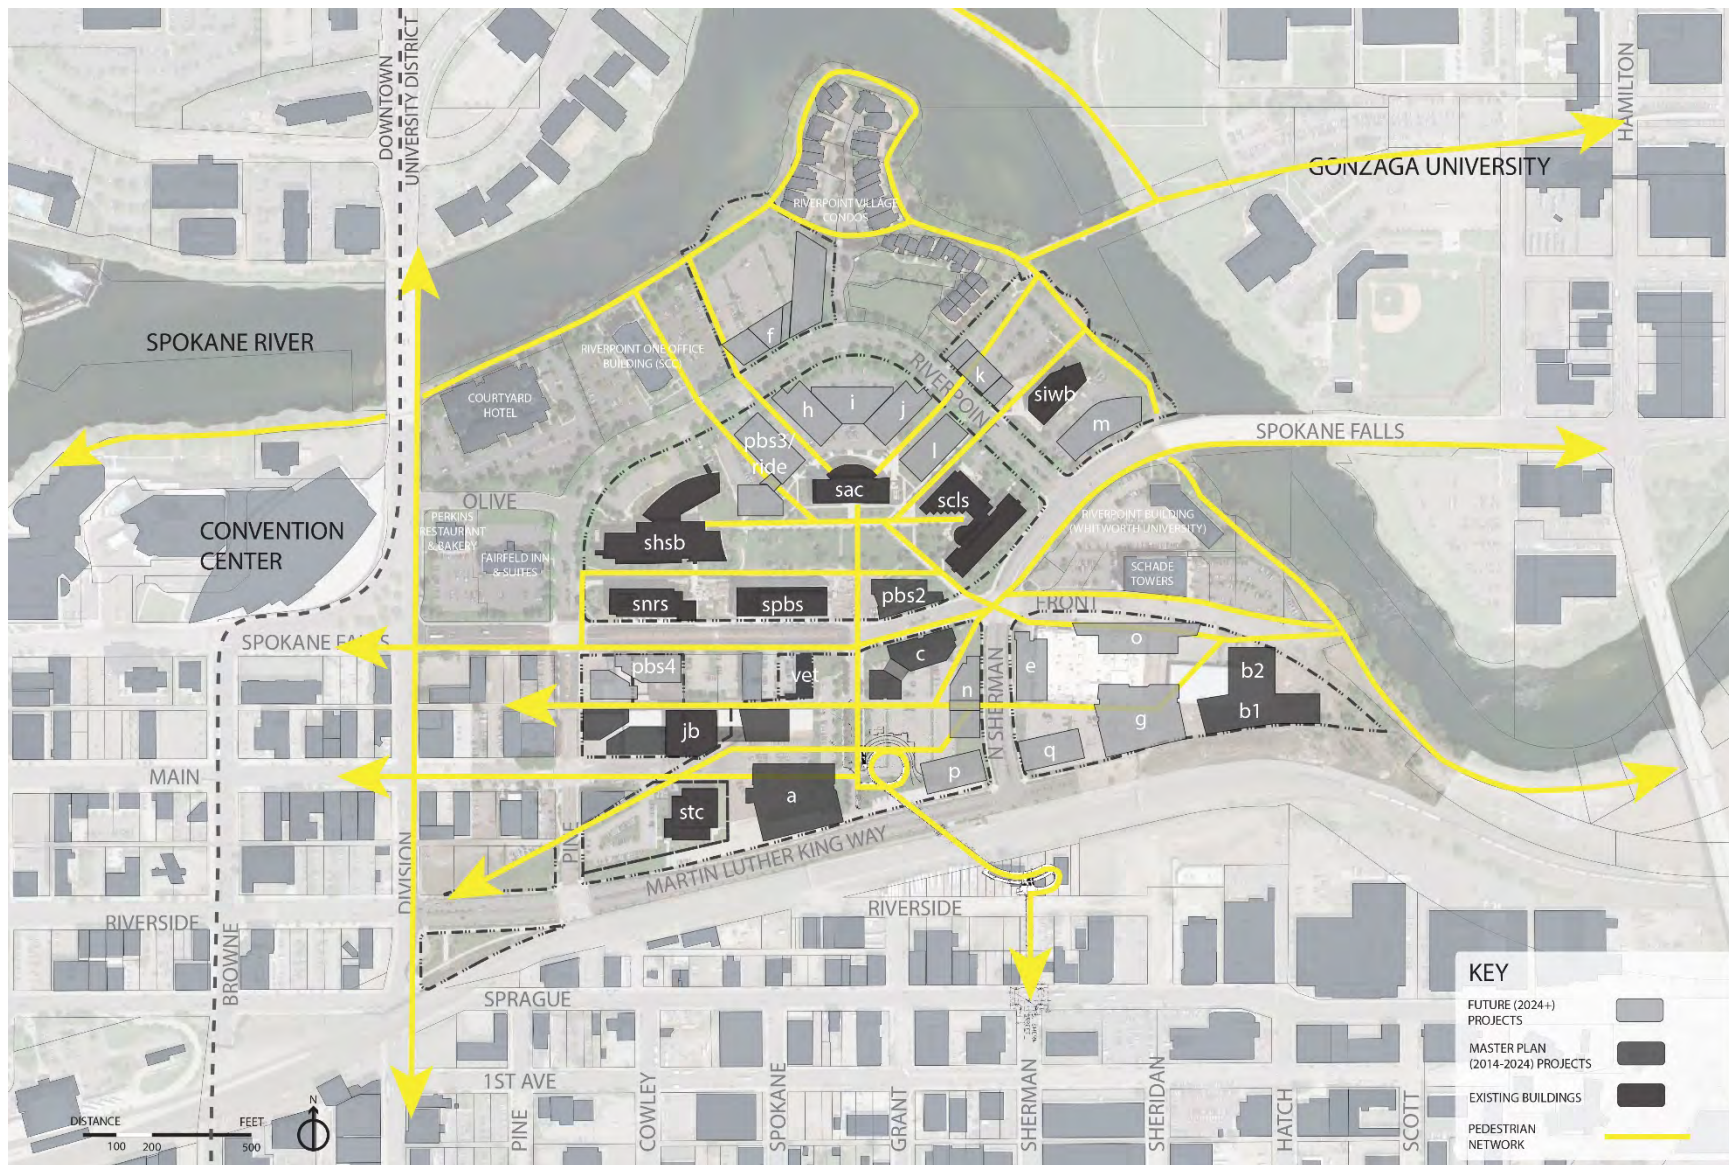 DOWNTOWN
UNIVERSITY DISTRICT
HAMILTON
GONZAGA UNIVERSITY
RIVERPOINT VILLAGE
CONDOS
SPOKANE RIVER
RIVERPOINT ONE OFFICE
BUILDING (SCC)
f
COURTYARD
HOTEL
RIVERPOINT
k
siwb
h
i
j
m
SPOKANE FALLS
pbs3/
ride
l
sac
scls
OLIVE
CONVENTION
CENTER
PERKINS
RESTAURANT
& BAKERY
FAIRFELD INN
& SUITES
shsb
RIVERPOINT BUILDING
(WHITWORTH UNIVERSITY)
SCHADE
TOWERS
snrs
spbs
pbs2
FRONT
SPOKANE FALLS
pbs4
vet
c
e
o
b2
n
N SHERMAN
jb
g
b1
q
MAIN
p
a
stc
PINE
DIVISION
MARTIN LUTHER KING WAY
RIVERSIDE
RIVERSIDE
BROWNE
SPRAGUE
1ST AVE
PINE
COWLEY
SPOKANE
GRANT
SHERMAN
SHERIDAN
HATCH
SCOTT
DISTANCE
FEET
100
200
500
N
KEY
FUTURE (2024+)
PROJECTS
MASTER PLAN
(2014-2024) PROJECTS
EXISTING BUILDINGS
PEDESTRIAN
NETWORK